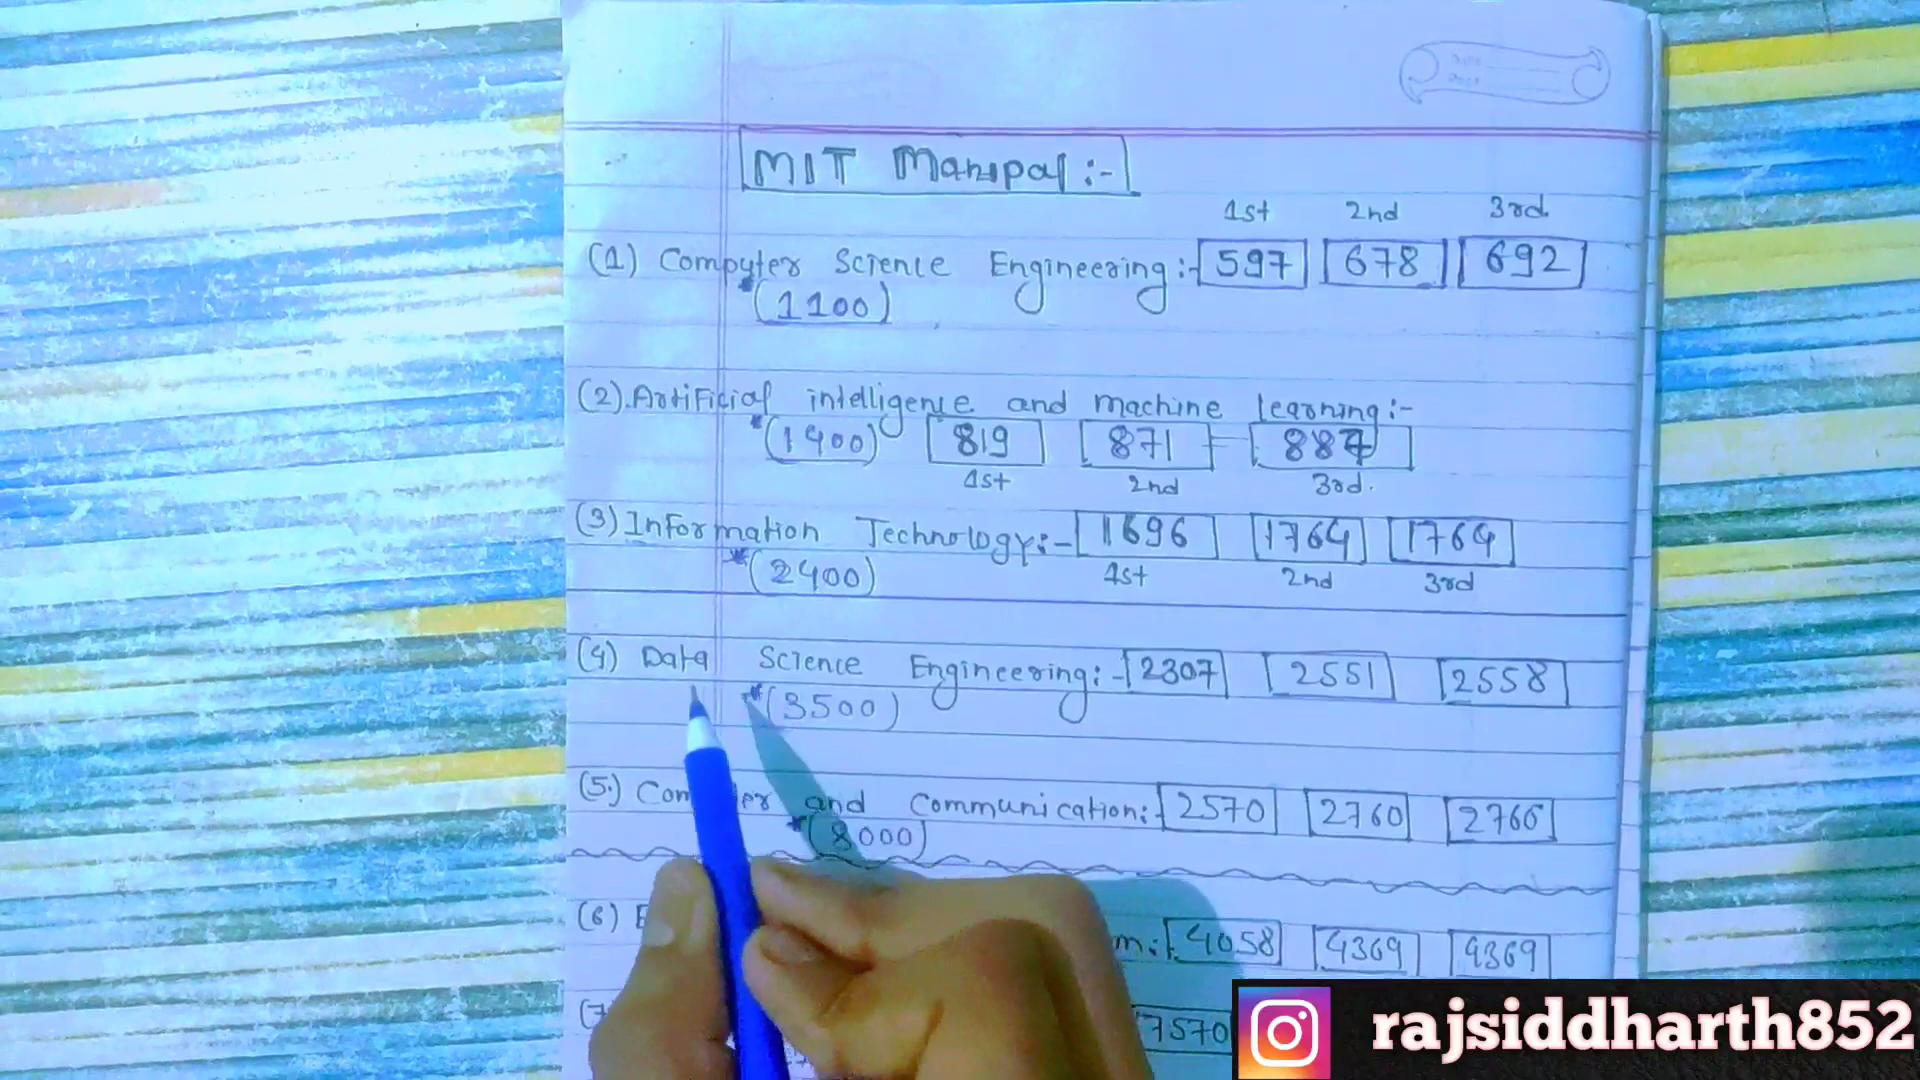 MIT Manipal :-
1st 2nd 3rd
(1) Computer Science Engineering :- 597 678 692
*(1100)
(2). Artificial intelligence and machine learning :-
*(1400) 819 871 887
1st 2nd 3rd.
(3) Information Technology :- 1696 1764 1764
*(2400) 1st 2nd 3rd
(4) Data Science Engineering :- 2307 2551 2558
*(3500)
(5.) and Communication :- 2570 2760 2766
*(8000)
(6) 4058 4369 4369
7570
rajsiddharth852